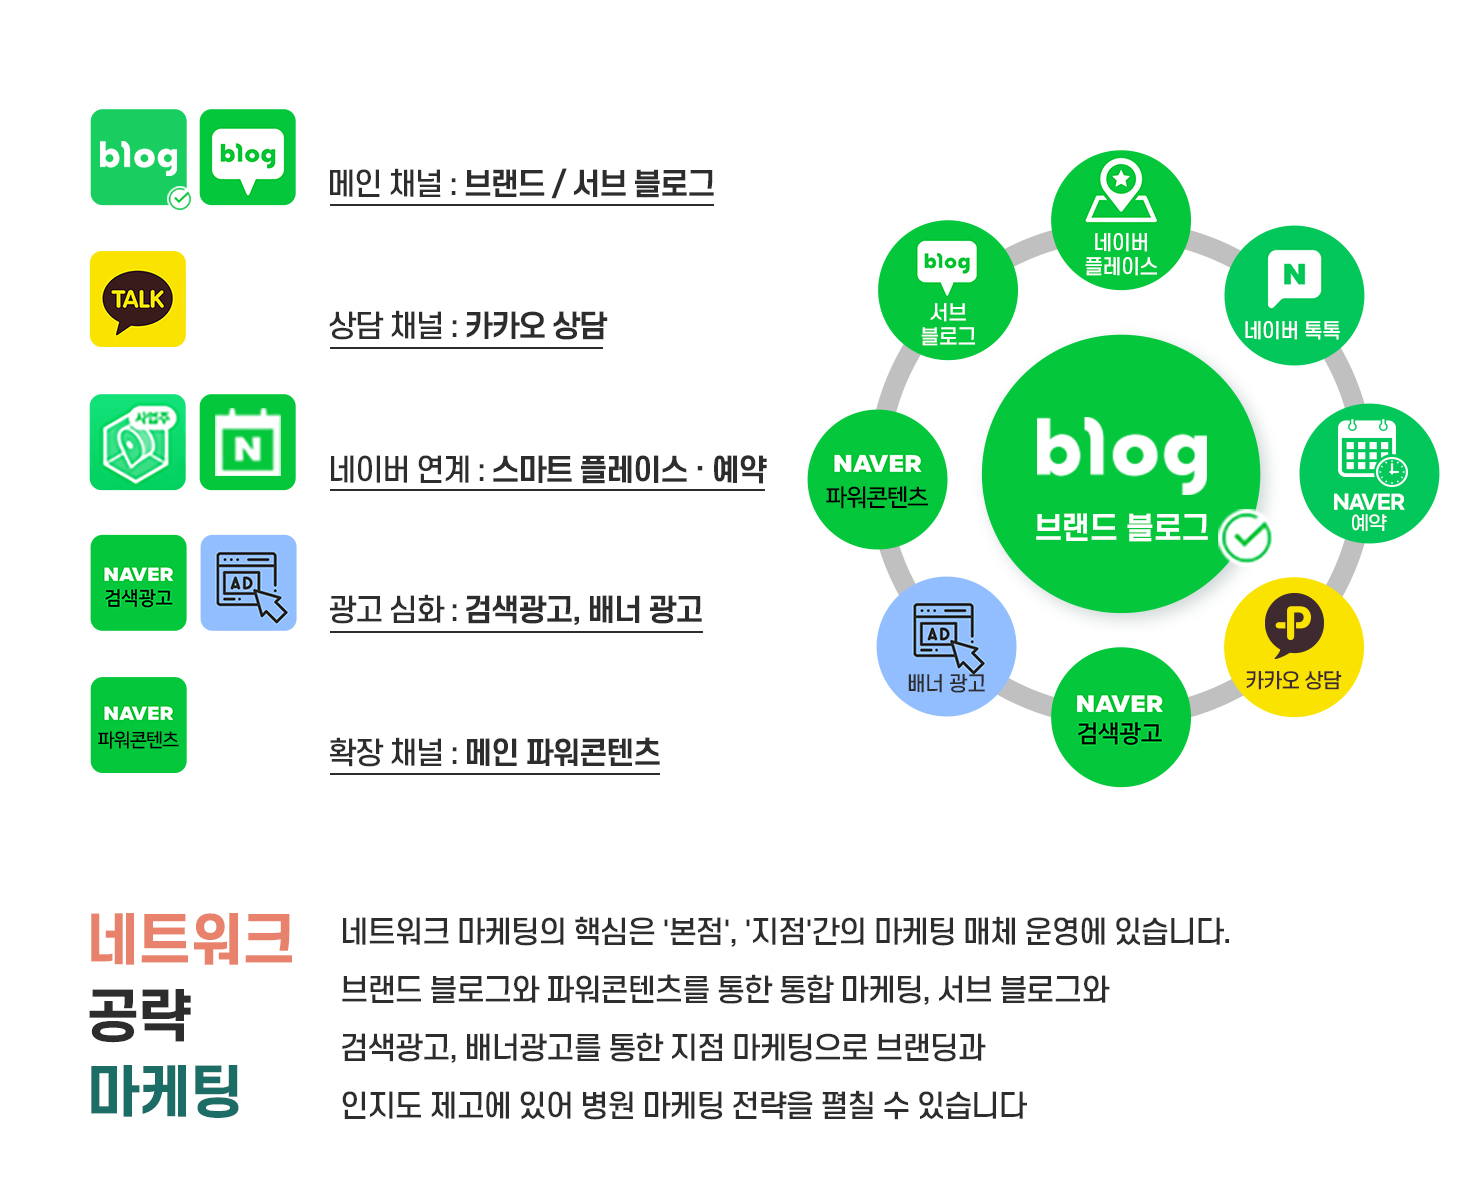 blog
blog
메인 채널 : 브랜드 / 서브 블로그
TALK
상담 채널 : 카카오 상담
사업주
N
네이버 연계 : 스마트 플레이스 · 예약
NAVER
검색광고
AD
광고 심화 : 검색광고, 배너 광고
NAVER
파워콘텐츠
확장 채널 : 메인 파워콘텐츠
네이버
플레이스
blog
서브
블로그
N
네이버 톡톡
NAVER
파워콘텐츠
blog
브랜드 블로그
NAVER
예약
AD
배너 광고
P
카카오 상담
NAVER
검색광고
네트워크
공략
마케팅
네트워크 마케팅의 핵심은 '본점', '지점'간의 마케팅 매체 운영에 있습니다.
브랜드 블로그와 파워콘텐츠를 통한 통합 마케팅, 서브 블로그와
검색광고, 배너광고를 통한 지점 마케팅으로 브랜딩과
인지도 제고에 있어 병원 마케팅 전략을 펼칠 수 있습니다